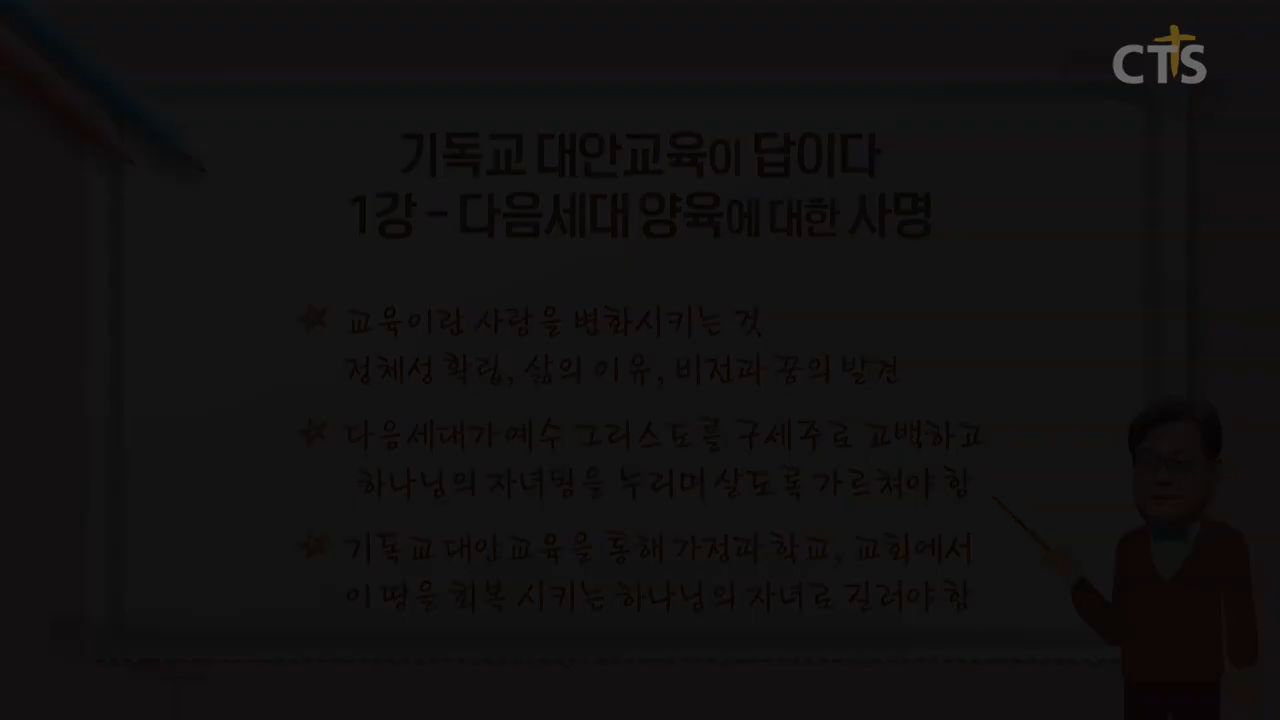 CTS
기독교 대안교육이 답이다
1강 - 다음세대 양육에 대한 사명
교육이란 사람을 변화시키는 것
정체성 확립, 삶의 이유, 비전과 꿈의 발견
다음세대가 예수 그리스도를 구세주로 고백하고
하나님의 자녀됨을 누리며 살도록 가르쳐야 함
기독교 대안교육을 통해 가정과 학교, 교회에서
이 땅을 회복 시키는 하나님의 자녀로 길러야 함